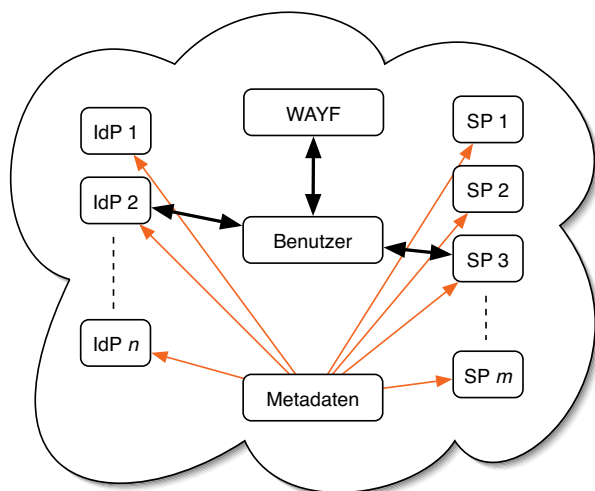 WAYF
IdP 1
SP 1
IdP 2
SP 2
Benutzer
SP 3
IdP n
SP m
Metadaten